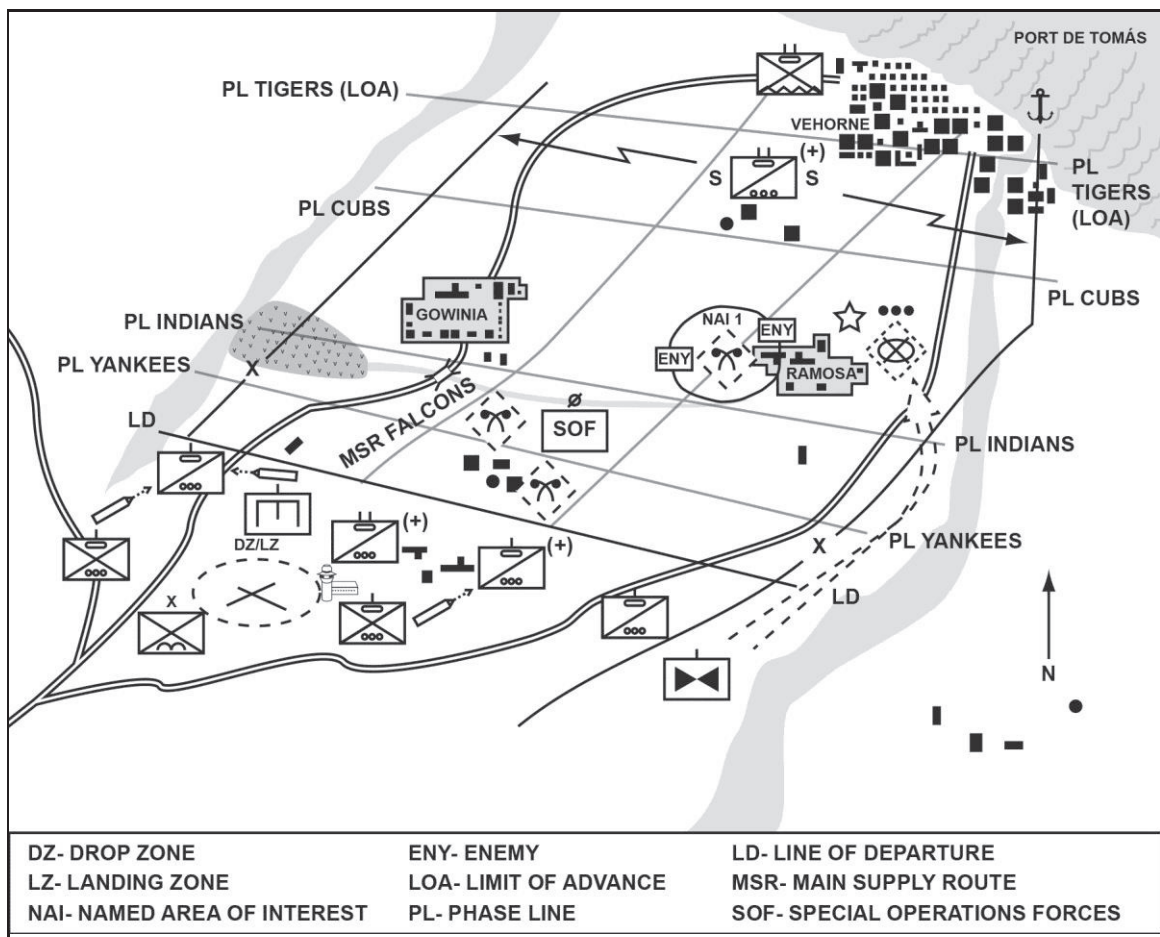 PORT DE TOMÁS
PL TIGERS (LOA)
VEHORNE
(+)
S S
PL
TIGERS
(LOA)
PL CUBS
PL CUBS
GOWINIA
NAI 1
ENY
ENY
RAMOSA
PL INDIANS
PL YANKEES
X
LD
MSR FALCONS
SOF
PL INDIANS
DZ/LZ
(+)
(+)
PL YANKEES
X
LD
X
N
DZ- DROP ZONE
LZ- LANDING ZONE
NAI- NAMED AREA OF INTEREST
ENY- ENEMY
LOA- LIMIT OF ADVANCE
PL- PHASE LINE
LD- LINE OF DEPARTURE
MSR- MAIN SUPPLY ROUTE
SOF- SPECIAL OPERATIONS FORCES